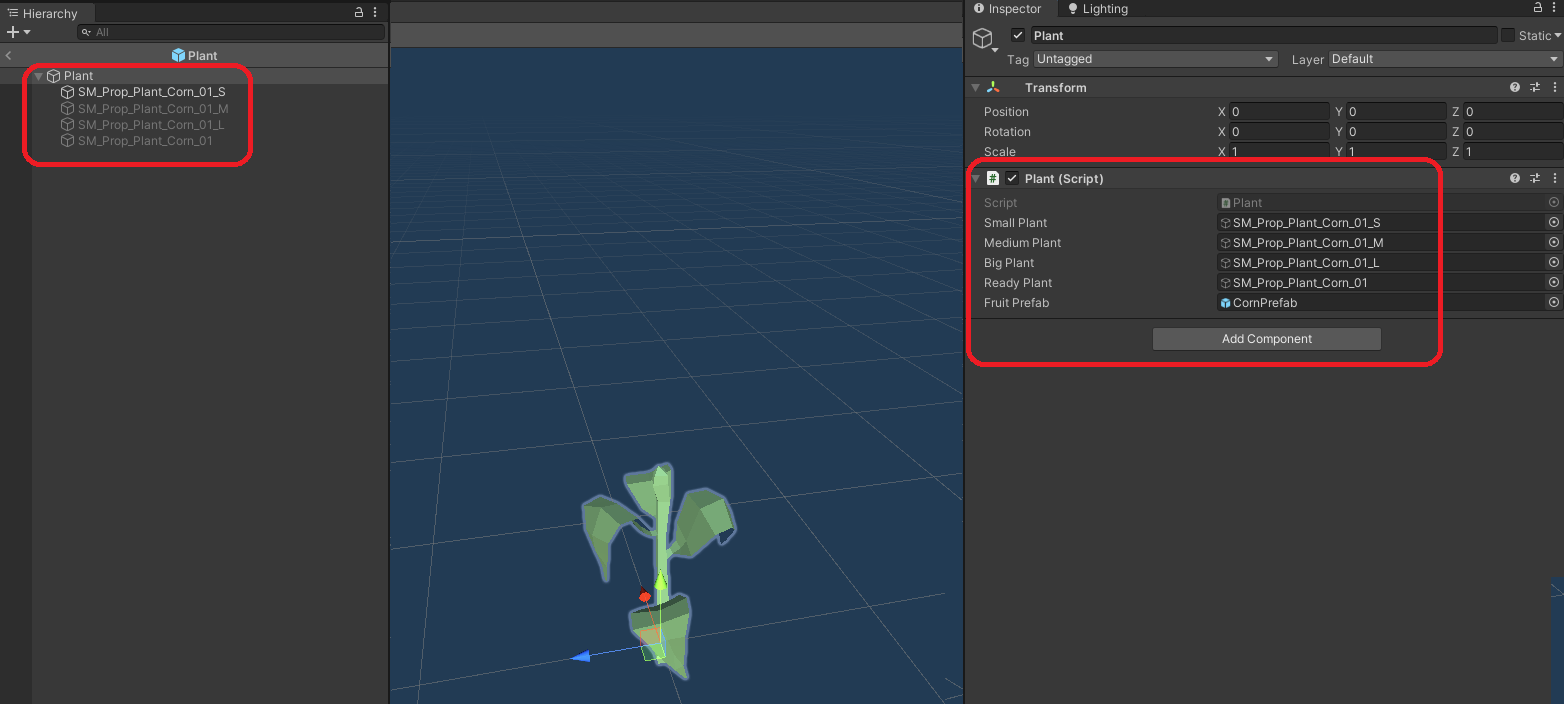 Hierarchy
All
Plant
Plant
SM_Prop_Plant_Corn_01_S
SM_Prop_Plant_Corn_01_M
SM_Prop_Plant_Corn_01_L
SM_Prop_Plant_Corn_01
Inspector Lighting
Plant Static
Tag Untagged Layer Default
Transform
Position X 0 Y 0 Z 0
Rotation X 0 Y 0 Z 0
Scale X 1 Y 1 Z 1
# Plant (Script)
Script Plant
Small Plant SM_Prop_Plant_Corn_01_S
Medium Plant SM_Prop_Plant_Corn_01_M
Big Plant SM_Prop_Plant_Corn_01_L
Ready Plant SM_Prop_Plant_Corn_01
Fruit Prefab CornPrefab
Add Component